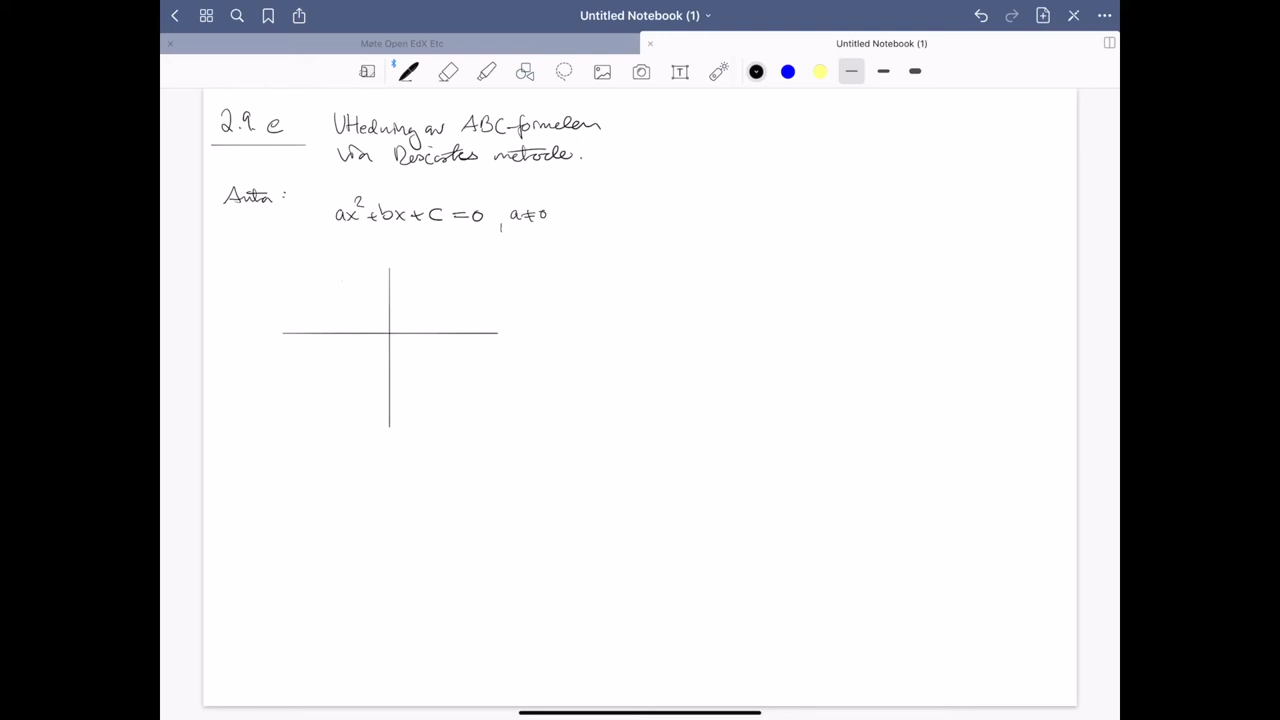 Untitled Notebook (1)
Møte Open EdX Etc
Untitled Notebook (1)
2.9 e Utledning av ABC-formelen
via Descartes metode.
Anta :
ax² + bx + c = 0 , a ≠ 0